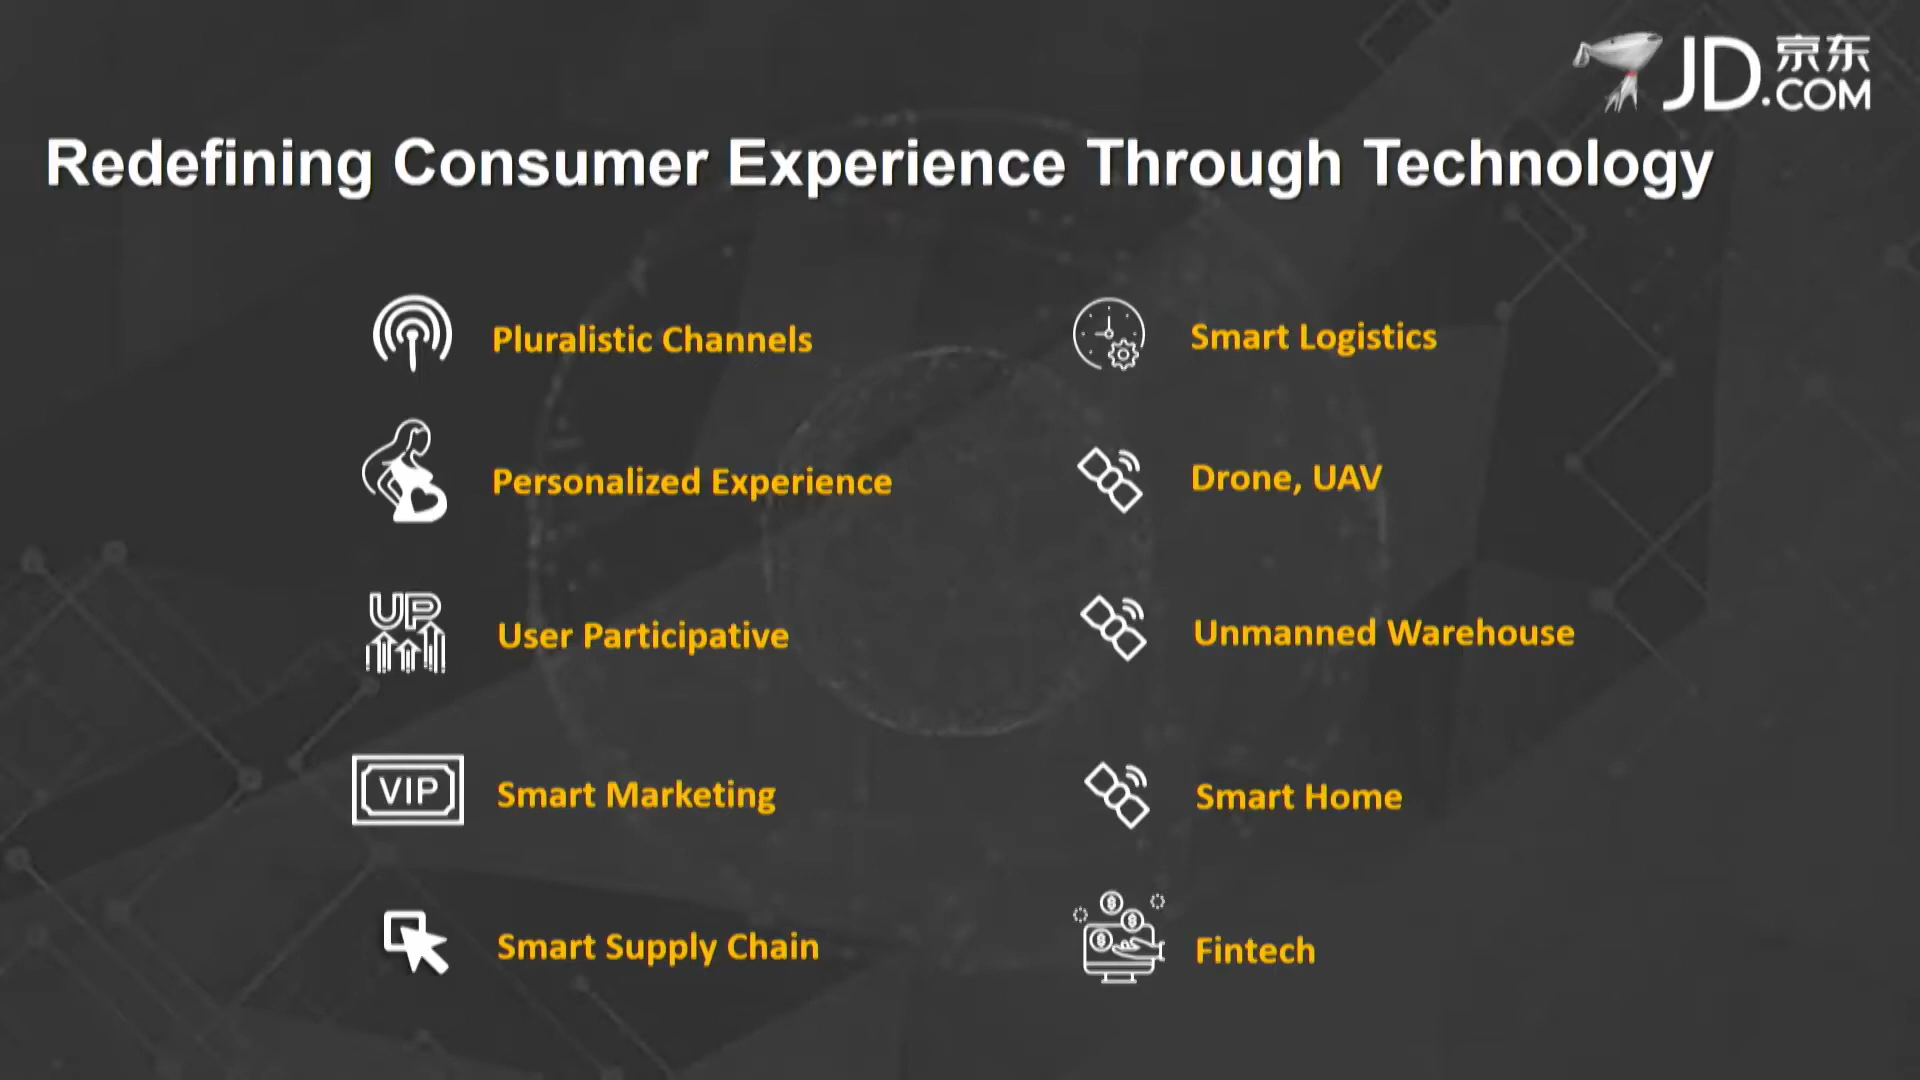 JD.COM 京东
Redefining Consumer Experience Through Technology
Pluralistic Channels
Personalized Experience
UP
User Participative
VIP
Smart Marketing
Smart Supply Chain
Smart Logistics
Drone, UAV
Unmanned Warehouse
Smart Home
Fintech